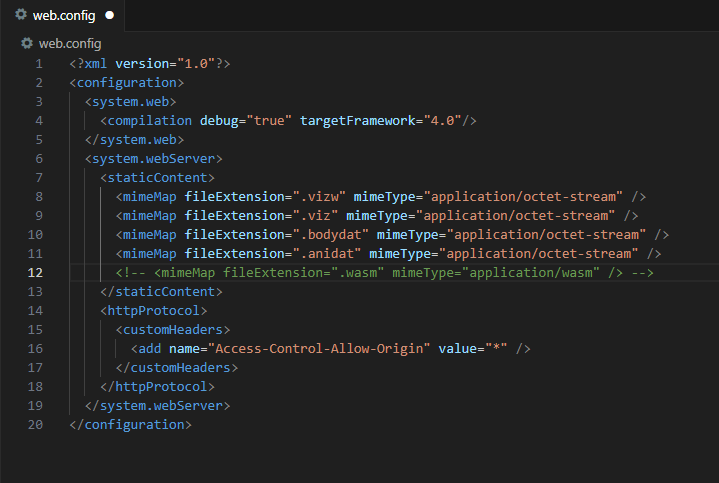 web.config ●
web.config
1 <?xml version="1.0"?>
2 <configuration>
3   <system.web>
4     <compilation debug="true" targetFramework="4.0"/>
5   </system.web>
6   <system.webServer>
7     <staticContent>
8       <mimeMap fileExtension=".vizw" mimeType="application/octet-stream" />
9       <mimeMap fileExtension=".viz" mimeType="application/octet-stream" />
10       <mimeMap fileExtension=".bodydat" mimeType="application/octet-stream" />
11       <mimeMap fileExtension=".anidat" mimeType="application/octet-stream" />
12       <!-- <mimeMap fileExtension=".wasm" mimeType="application/wasm" /> -->
13     </staticContent>
14     <httpProtocol>
15       <customHeaders>
16         <add name="Access-Control-Allow-Origin" value="*" />
17       </customHeaders>
18     </httpProtocol>
19   </system.webServer>
20 </configuration>